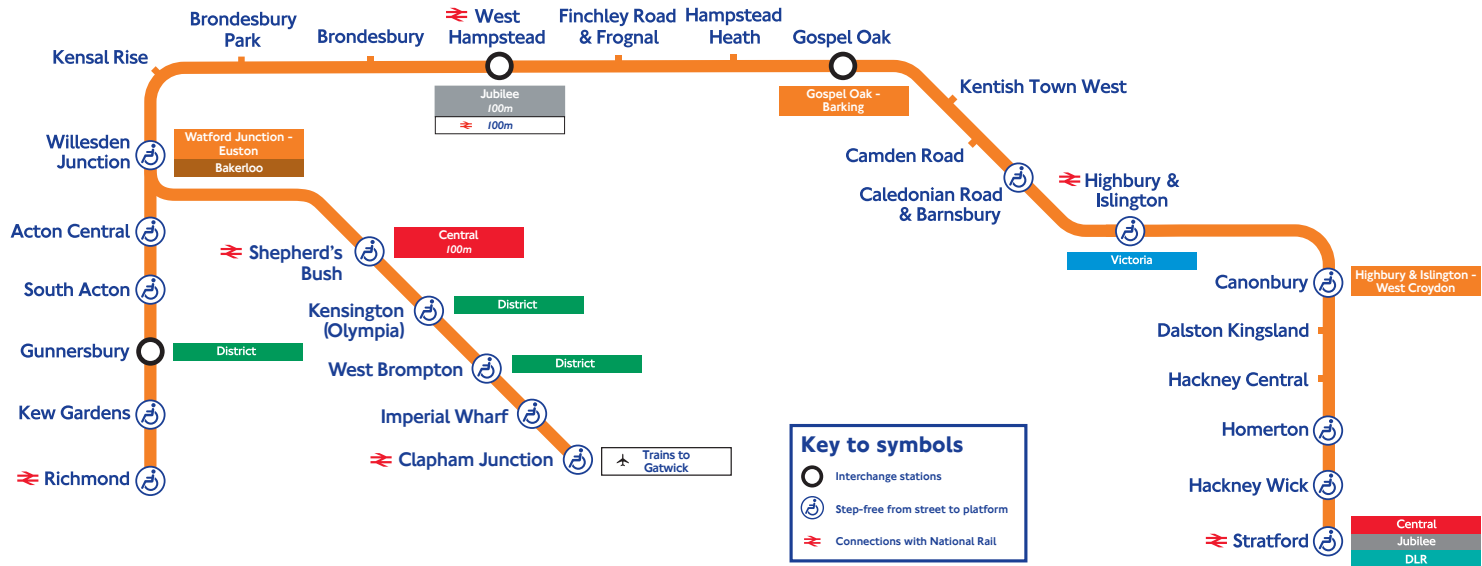 Kensal Rise
Brondesbury
Park
Brondesbury
West
Hampstead
Jubilee
100m
100m
Finchley Road
& Frognal
Hampstead
Heath
Gospel Oak
Gospel Oak -
Barking
Kentish Town West
Camden Road
Caledonian Road
& Barnsbury
Highbury &
Islington
Victoria
Canonbury
Highbury & Islington -
West Croydon
Dalston Kingsland
Hackney Central
Homerton
Hackney Wick
Stratford
Central
Jubilee
DLR
Willesden
Junction
Watford Junction -
Euston
Bakerloo
Acton Central
South Acton
Gunnersbury
District
Kew Gardens
Richmond
Shepherd's
Bush
Central
100m
Kensington
(Olympia)
District
West Brompton
District
Imperial Wharf
Clapham Junction
Trains to
Gatwick
Key to symbols
Interchange stations
Step-free from street to platform
Connections with National Rail